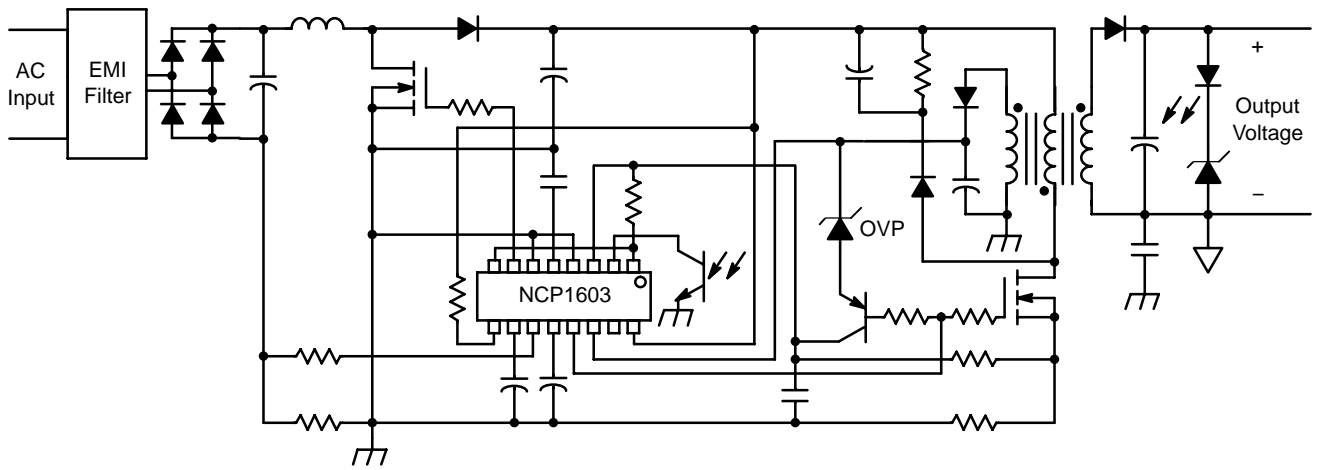 AC
Input
EMI
Filter
+
Output
Voltage
−
OVP
NCP1603